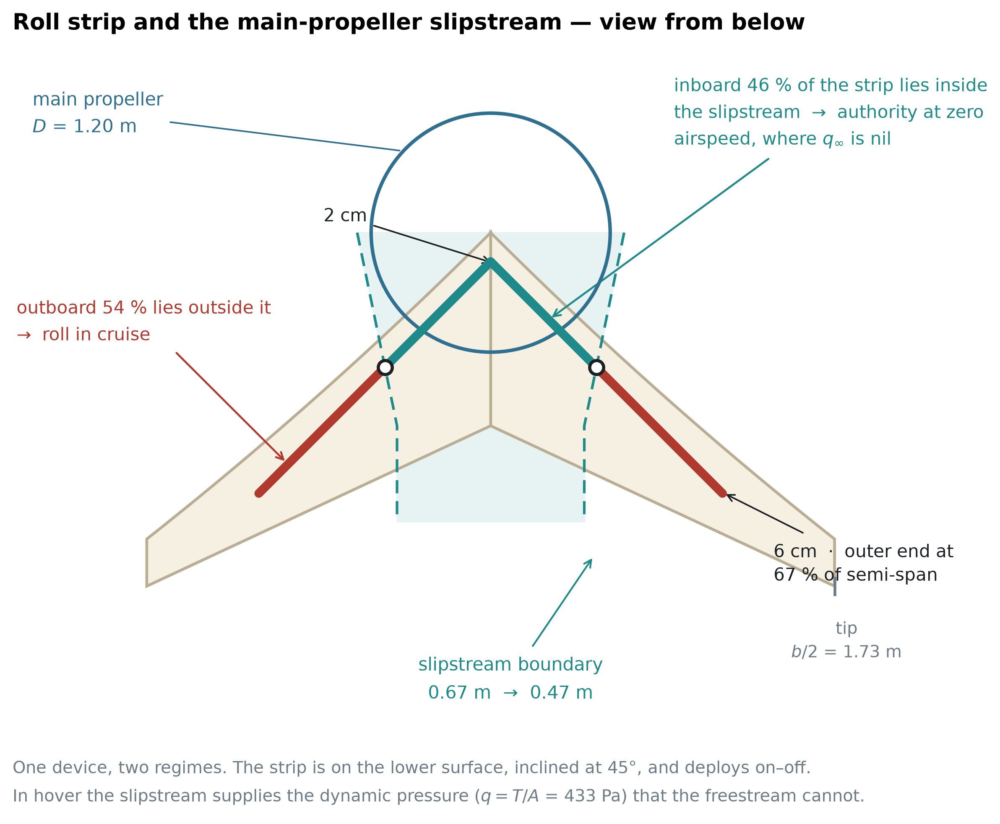 Roll strip and the main-propeller slipstream — view from below
main propeller
D = 1.20 m
inboard 46 % of the strip lies inside
the slipstream → authority at zero
airspeed, where q∞ is nil
2 cm
outboard 54 % lies outside it
→ roll in cruise
6 cm · outer end at
67 % of semi-span
tip
b/2 = 1.73 m
slipstream boundary
0.67 m → 0.47 m
One device, two regimes. The strip is on the lower surface, inclined at 45°, and deploys on–off.
In hover the slipstream supplies the dynamic pressure (q = T/A = 433 Pa) that the freestream cannot.